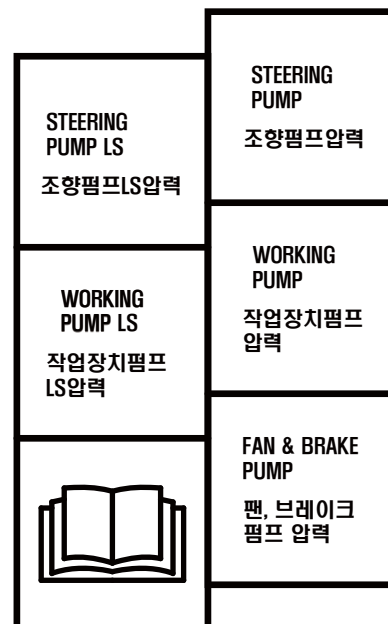 STEERING
PUMP LS
조향펌프LS압력
WORKING
PUMP LS
작업장치펌프
LS압력
STEERING
PUMP
조향펌프압력
WORKING
PUMP
작업장치펌프
압력
FAN & BRAKE
PUMP
팬, 브레이크
펌프 압력